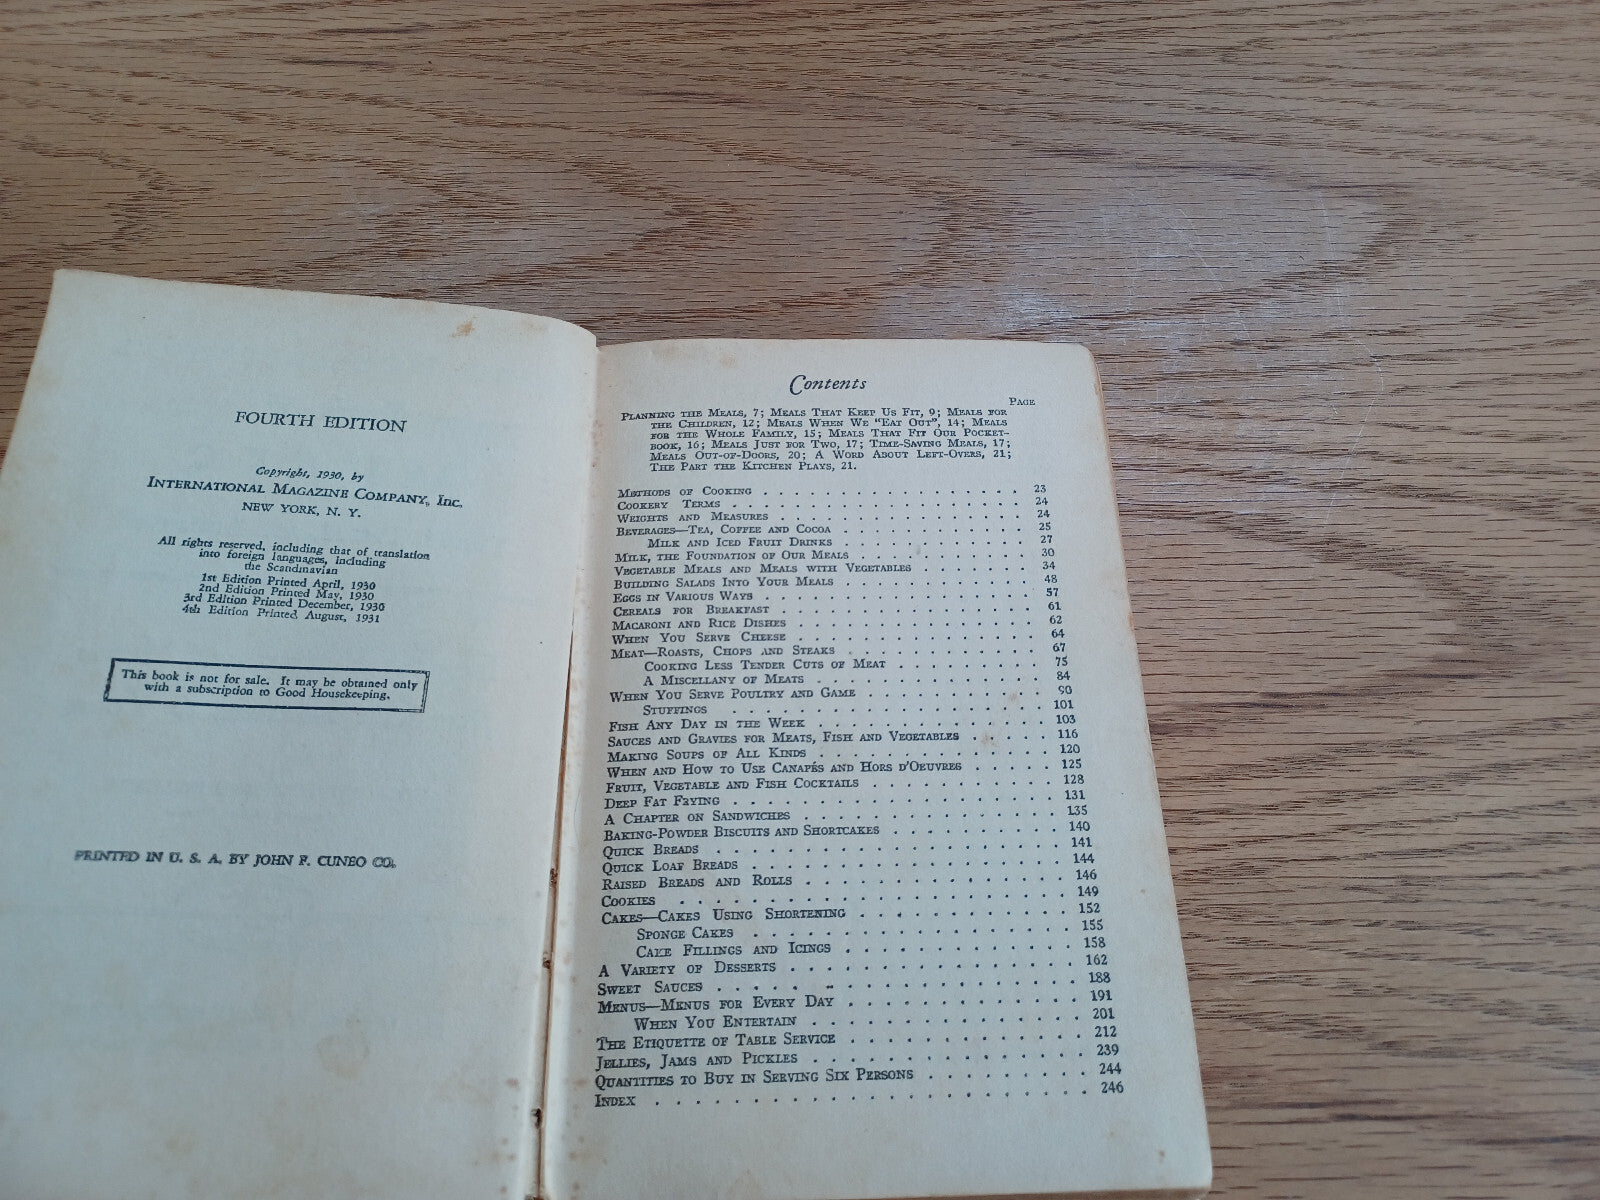 FOURTH EDITION
Copyright, 1930, by
INTERNATIONAL MAGAZINE COMPANY, INC.
NEW YORK, N. Y.
All rights reserved, including that of translation
into foreign languages, including
the Scandinavian
1st Edition Printed April, 1930
2nd Edition Printed May, 1930
3rd Edition Printed December, 1930
4th Edition Printed, August, 1931
This book is not for sale. It may be obtained only
with a subscription to Good Housekeeping.
PRINTED IN U. S. A. BY JOHN F. CUNEO CO.
Contents
PAGE
PLANNING THE MEALS, 7; MEALS THAT KEEP US FIT, 9; MEALS FOR
THE CHILDREN, 12; MEALS WHEN WE "EAT OUT", 14; MEALS
FOR THE WHOLE FAMILY, 15; MEALS THAT FIT OUR POCKET-
BOOK, 16; MEALS JUST FOR TWO, 17; TIME-SAVING MEALS, 17;
MEALS OUT-OF-DOORS, 20; A WORD ABOUT LEFT-OVERS, 21;
THE PART THE KITCHEN PLAYS, 21.
METHODS OF COOKING . . . . . . . . . . . . . . . . . . 23
COOKERY TERMS . . . . . . . . . . . . . . . . . . . . 24
WEIGHTS AND MEASURES . . . . . . . . . . . . . . . . . 24
BEVERAGES—TEA, COFFEE AND COCOA . . . . . . . . . . . . 25
MILK AND ICED FRUIT DRINKS . . . . . . . . . . . . 27
MILK, THE FOUNDATION OF OUR MEALS . . . . . . . . . . . 30
VEGETABLE MEALS AND MEALS WITH VEGETABLES . . . . . . . 34
BUILDING SALADS INTO YOUR MEALS . . . . . . . . . . . . 48
EGGS IN VARIOUS WAYS . . . . . . . . . . . . . . . . . 57
CEREALS FOR BREAKFAST . . . . . . . . . . . . . . . . 61
MACARONI AND RICE DISHES . . . . . . . . . . . . . . . 62
WHEN YOU SERVE CHEESE . . . . . . . . . . . . . . . . 64
MEAT—ROASTS, CHOPS AND STEAKS . . . . . . . . . . . . 67
COOKING LESS TENDER CUTS OF MEAT . . . . . . . . . 75
A MISCELLANY OF MEATS . . . . . . . . . . . . . . 84
WHEN YOU SERVE POULTRY AND GAME . . . . . . . . . . . 90
STUFFINGS . . . . . . . . . . . . . . . . . . . 101
FISH ANY DAY IN THE WEEK . . . . . . . . . . . . . . 103
SAUCES AND GRAVIES FOR MEATS, FISH AND VEGETABLES . . . . . 116
MAKING SOUPS OF ALL KINDS . . . . . . . . . . . . . . 120
WHEN AND HOW TO USE CANAPÉS AND HORS D'OEUVRES . . . . . 125
FRUIT, VEGETABLE AND FISH COCKTAILS . . . . . . . . . . 128
DEEP FAT FRYING . . . . . . . . . . . . . . . . . . 131
A CHAPTER ON SANDWICHES . . . . . . . . . . . . . . . 135
BAKING-POWDER BISCUITS AND SHORTCAKES . . . . . . . . . 140
QUICK BREADS . . . . . . . . . . . . . . . . . . . 141
QUICK LOAF BREADS . . . . . . . . . . . . . . . . . 144
RAISED BREADS AND ROLLS . . . . . . . . . . . . . . . 146
COOKIES . . . . . . . . . . . . . . . . . . . . . 149
CAKES—CAKES USING SHORTENING . . . . . . . . . . . . 152
SPONGE CAKES . . . . . . . . . . . . . . . . . 155
CAKE FILLINGS AND ICINGS . . . . . . . . . . . . 158
A VARIETY OF DESSERTS . . . . . . . . . . . . . . . 162
SWEET SAUCES . . . . . . . . . . . . . . . . . . . 188
MENUS—MENUS FOR EVERY DAY . . . . . . . . . . . . . 191
WHEN YOU ENTERTAIN . . . . . . . . . . . . . . 201
THE ETIQUETTE OF TABLE SERVICE . . . . . . . . . . . . 212
JELLIES, JAMS AND PICKLES . . . . . . . . . . . . . . 239
QUANTITIES TO BUY IN SERVING SIX PERSONS . . . . . . . . 244
INDEX . . . . . . . . . . . . . . . . . . . . . . 246